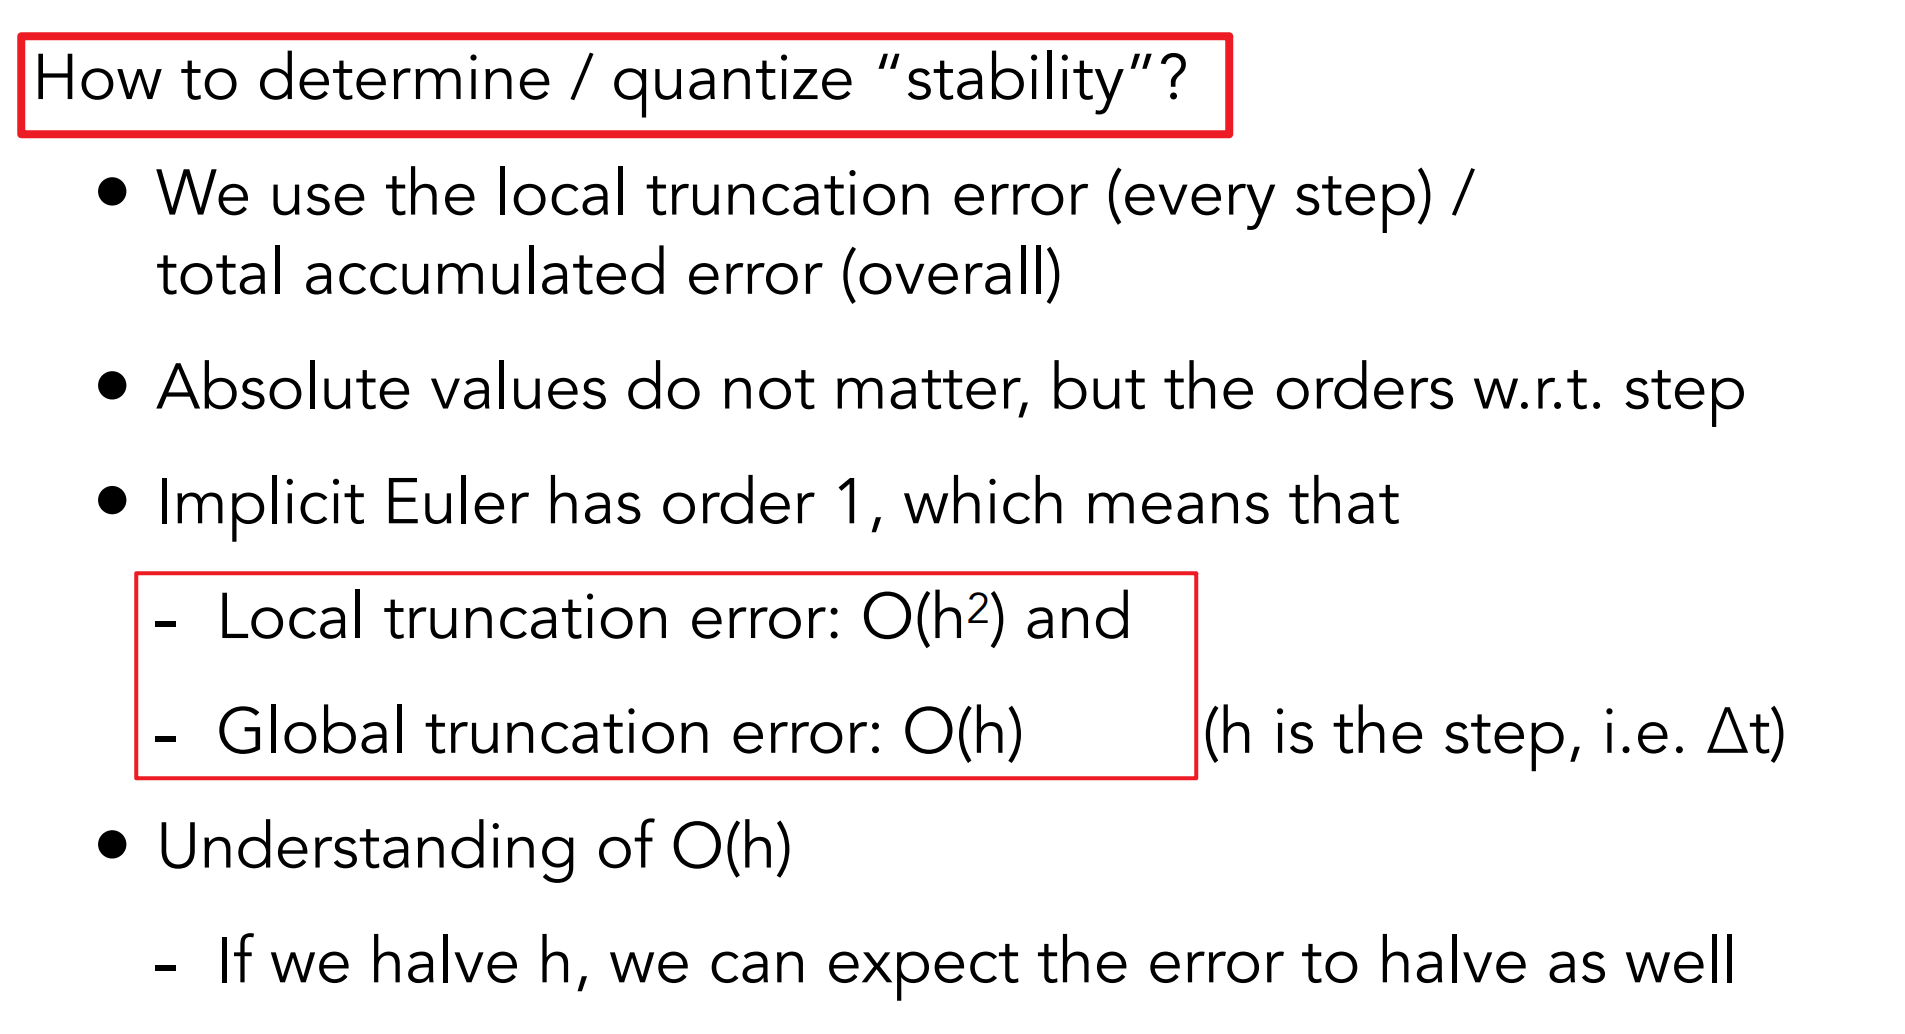 How to determine / quantize “stability”?
• We use the local truncation error (every step) /
total accumulated error (overall)
• Absolute values do not matter, but the orders w.r.t. step
• Implicit Euler has order 1, which means that
- Local truncation error: O(h²) and
- Global truncation error: O(h) (h is the step, i.e. Δt)
• Understanding of O(h)
- If we halve h, we can expect the error to halve as well